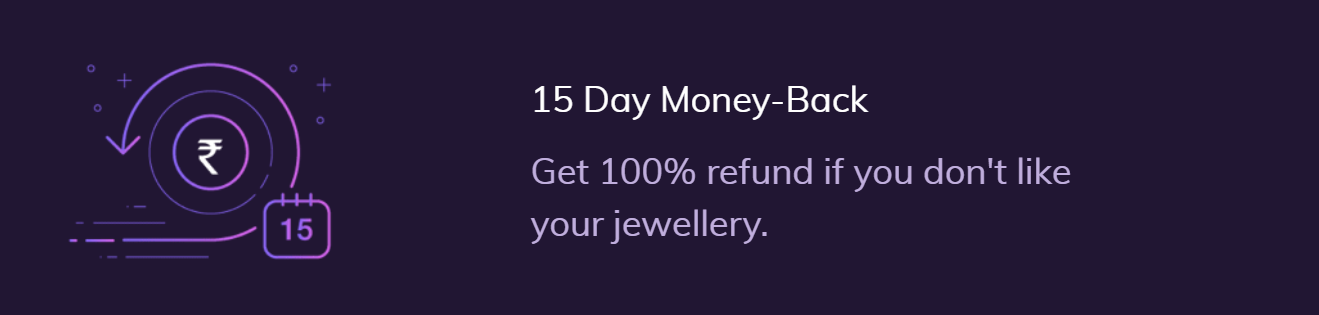 ₹
15
15 Day Money-Back
Get 100% refund if you don't like
your jewellery.